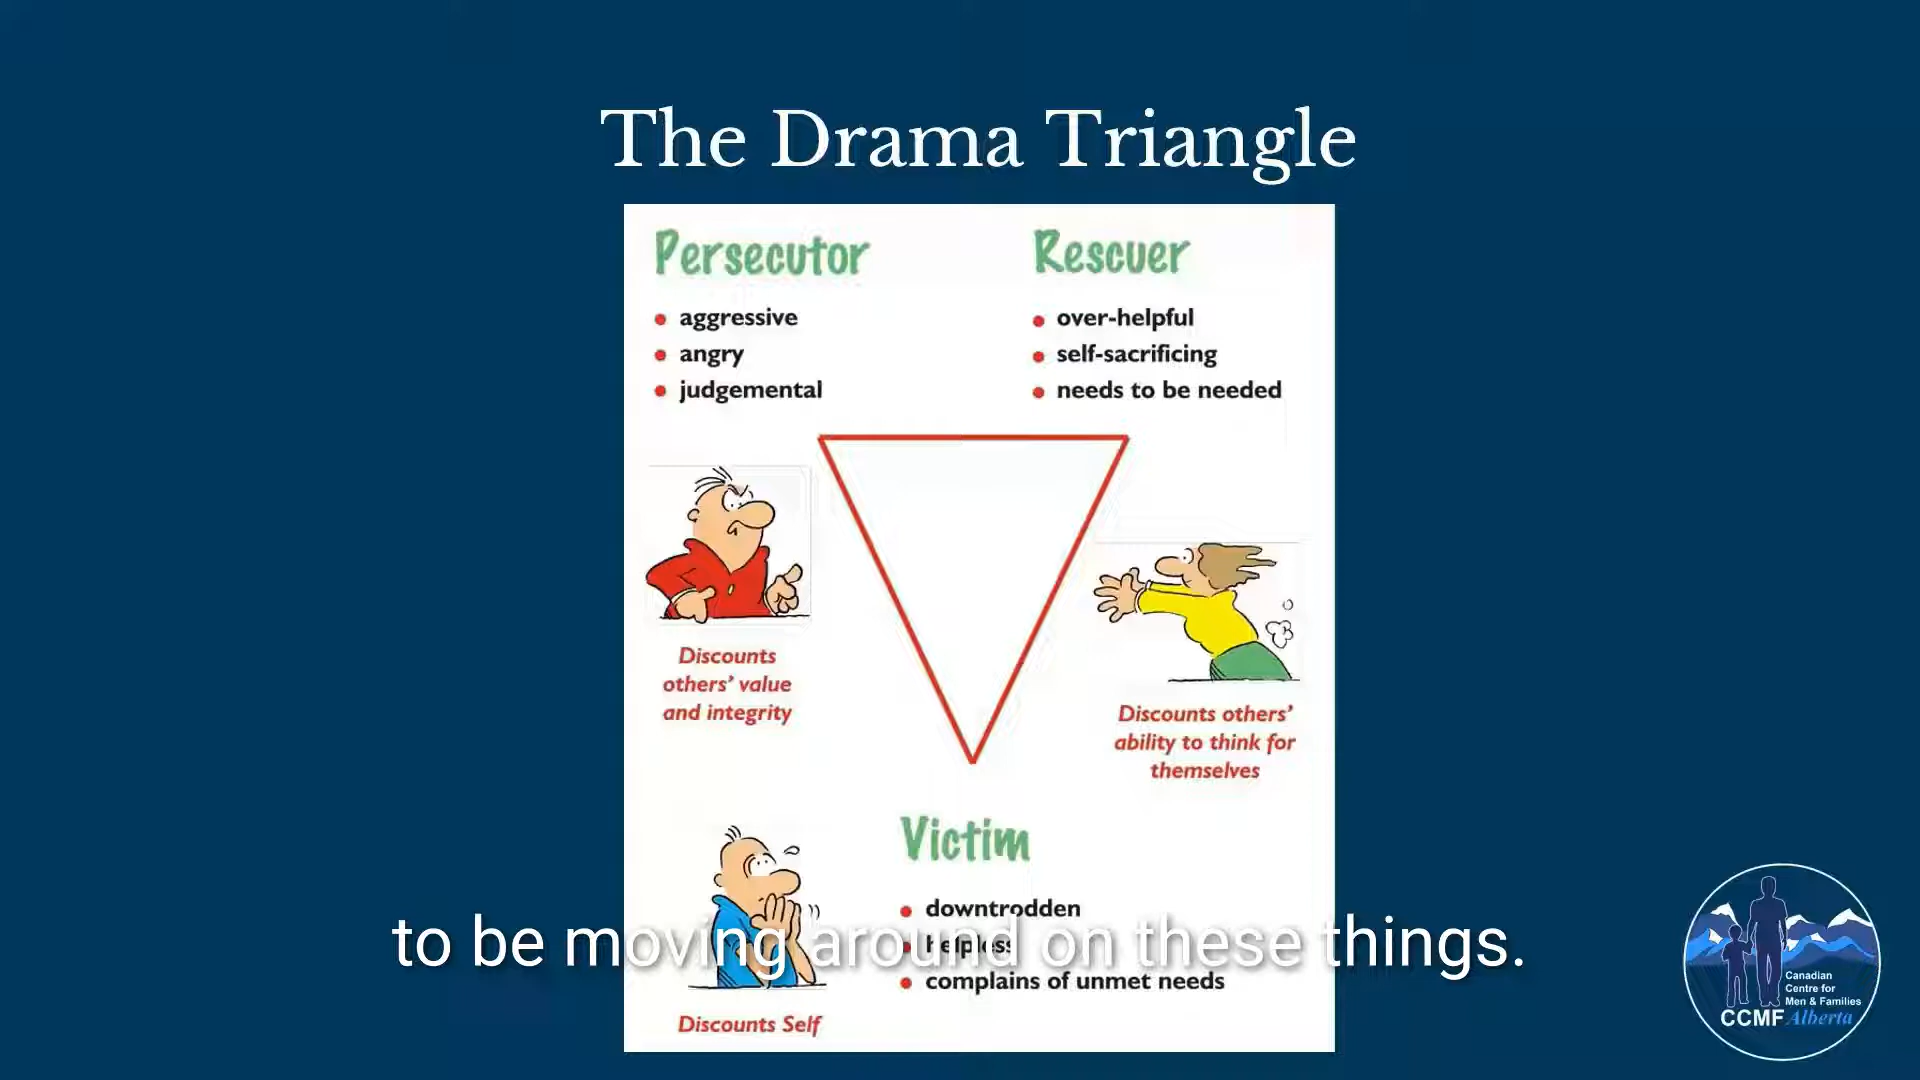 The Drama Triangle
Persecutor
• aggressive
• angry
• judgemental
Rescuer
• over-helpful
• self-sacrificing
• needs to be needed
Discounts
others’ value
and integrity
Discounts others’
ability to think for
themselves
Victim
• downtrodden
• helpless
• complains of unmet needs
Discounts Self
to be moving around on these things.
Canadian
Centre for
Men & Families
CCMF Alberta